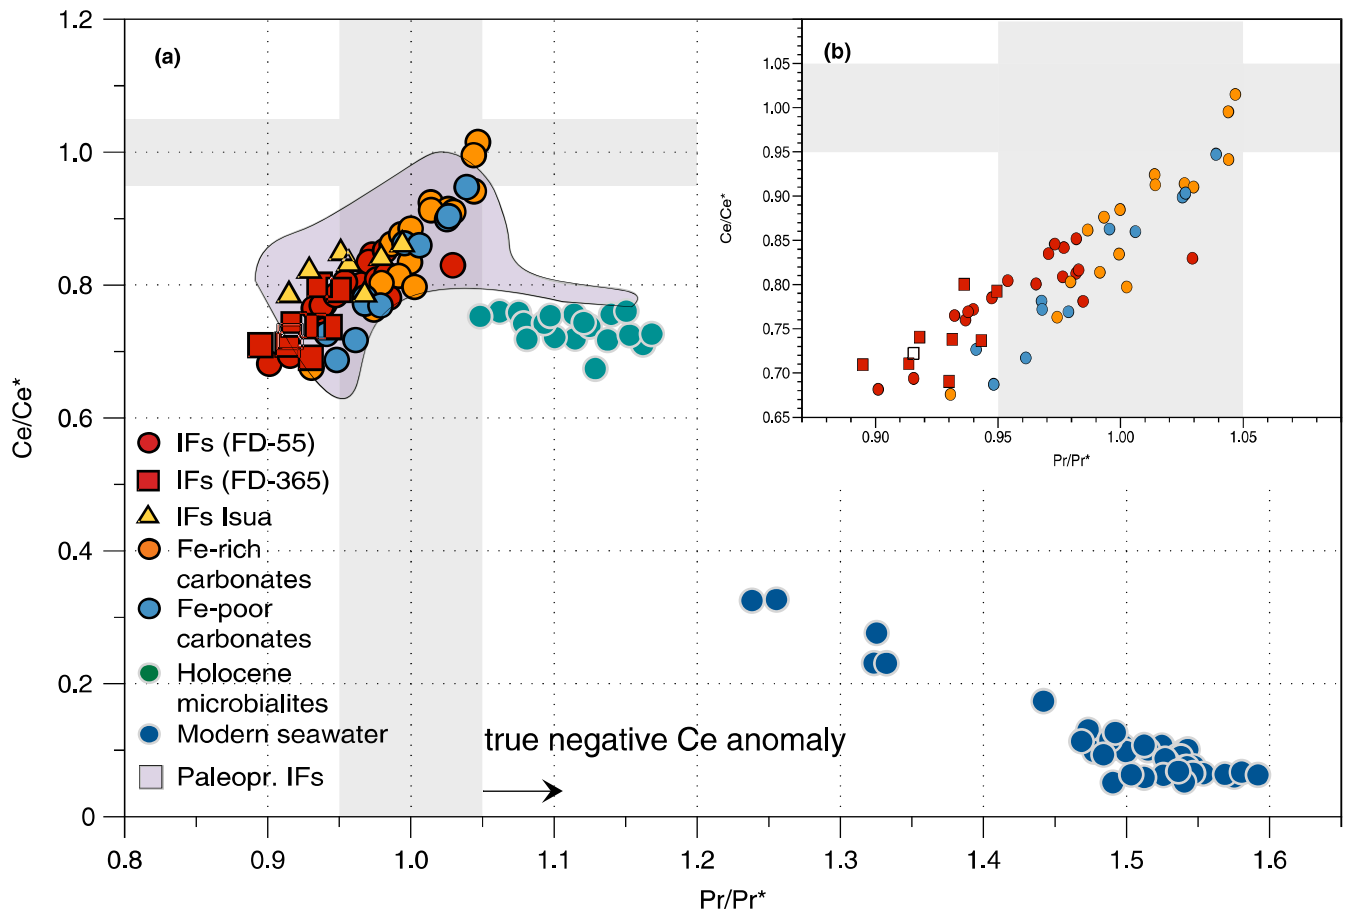 (a)
1.2
1.0
0.8
0.6
0.4
0.2
0
Ce/Ce*
IFs (FD-55)
IFs (FD-365)
IFs Isua
Fe-rich
carbonates
Fe-poor
carbonates
Holocene
microbialites
Modern seawater
Paleopr. IFs
true negative Ce anomaly
0.8
0.9
1.0
1.1
1.2
1.3
1.4
1.5
1.6
Pr/Pr*
(b)
1.05
1.00
0.95
0.90
0.85
0.80
0.75
0.70
0.65
Ce/Ce*
0.90
0.95
1.00
1.05
Pr/Pr*